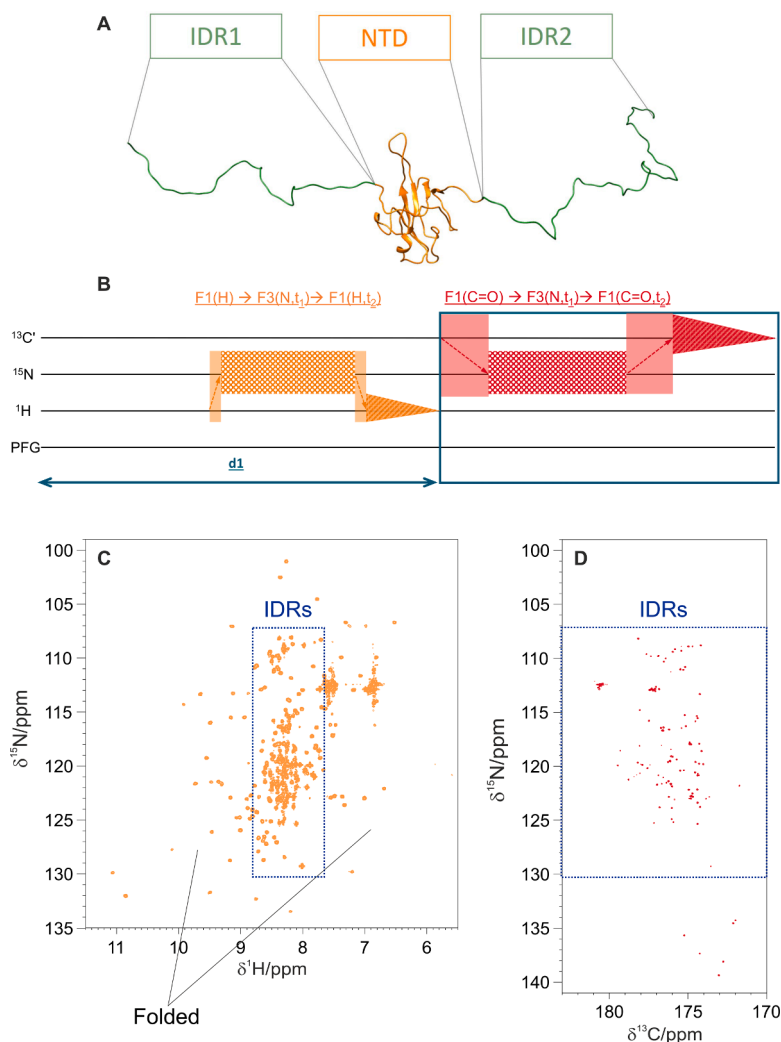 A
IDR1
NTD
IDR2
B
F1(H) → F3(N,t1)→ F1(H,t2)
F1(C=O) → F3(N,t1)→ F1(C=O,t2)
13C'
15N
1H
PFG
d1
C
IDRs
100
105
110
115
120
125
130
135
δ15N/ppm
11
10
9
8
7
6
δ1H/ppm
Folded
D
IDRs
100
105
110
115
120
125
130
135
140
δ15N/ppm
180
175
170
δ13C/ppm